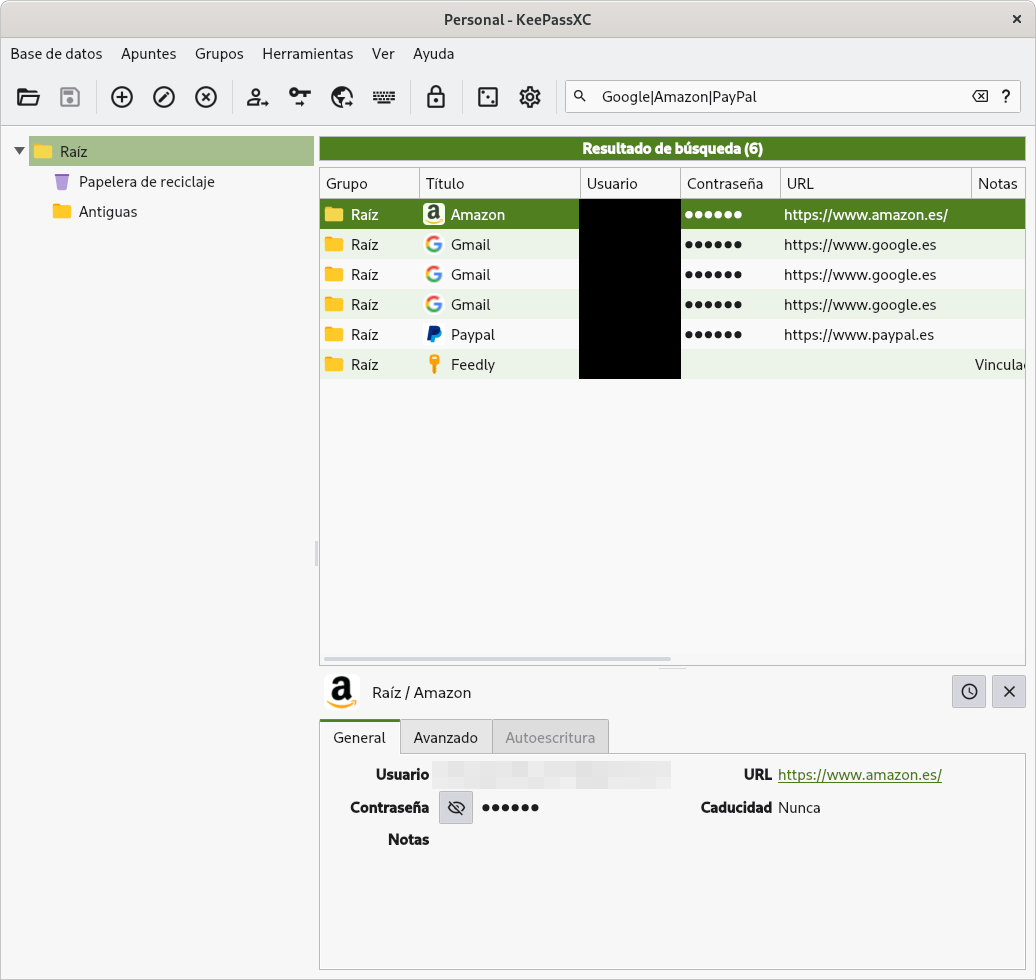 Personal - KeePassXC
Base de datos Apuntes Grupos Herramientas Ver Ayuda
Google|Amazon|PayPal
Raíz
Papelera de reciclaje
Antiguas
Resultado de búsqueda (6)
Grupo Título Usuario Contraseña URL Notas
Raíz Amazon ●●●●●● https://www.amazon.es/
Raíz Gmail ●●●●●● https://www.google.es
Raíz Gmail ●●●●●● https://www.google.es
Raíz Gmail ●●●●●● https://www.google.es
Raíz Paypal ●●●●●● https://www.paypal.es
Raíz Feedly Vincula
Raíz / Amazon
General Avanzado Autoescritura
Usuario URL https://www.amazon.es/
Contraseña ●●●●●● Caducidad Nunca
Notas